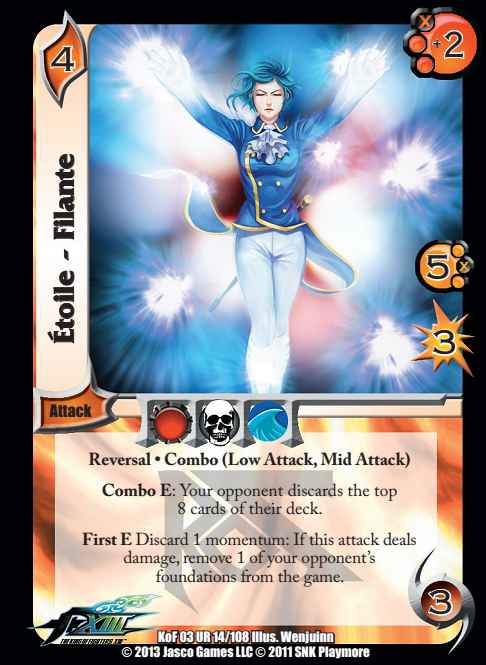 4
+2
Étoile - Filante
5
3
Attack
Reversal • Combo (Low Attack, Mid Attack)
Combo E: Your opponent discards the top
8 cards of their deck.
First E Discard 1 momentum: If this attack deals
damage, remove 1 of your opponent's
foundations from the game.
3
XIII
KoF 03 UR 14/108 Illus. Wenjuinn
© 2013 Jasco Games LLC © 2011 SNK Playmore